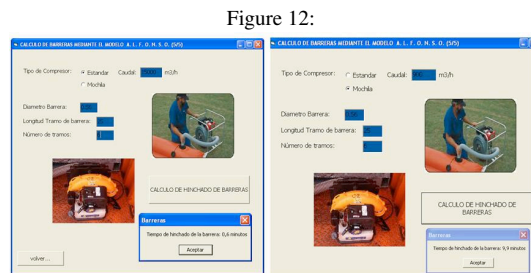 Figure 12:
CALCULO DE BARRERAS MEDIANTE EL MODELO A. L. F. O. N. S. O. (5/5)
Tipo de Compresor: Estandar Caudal: m3/h
Mochila
Diametro Barrera:
Longitud Tramo de barrera:
Número de tramos:
CALCULO DE HINCHADO DE BARRERAS
Barreras
Tiempo de hinchado de la barrera: 0,6 minutos
Aceptar
volver...
CALCULO DE BARRERAS MEDIANTE EL MODELO A. L. F. O. N. S. O. (5/5)
Tipo de Compresor: Estandar Caudal: m3/h
Mochila
Diametro Barrera:
Longitud Tramo de barrera:
Número de tramos:
CALCULO DE HINCHADO DE
BARRERAS
Barreras
Tiempo de hinchado de la barrera: 9,9 minutos
Aceptar